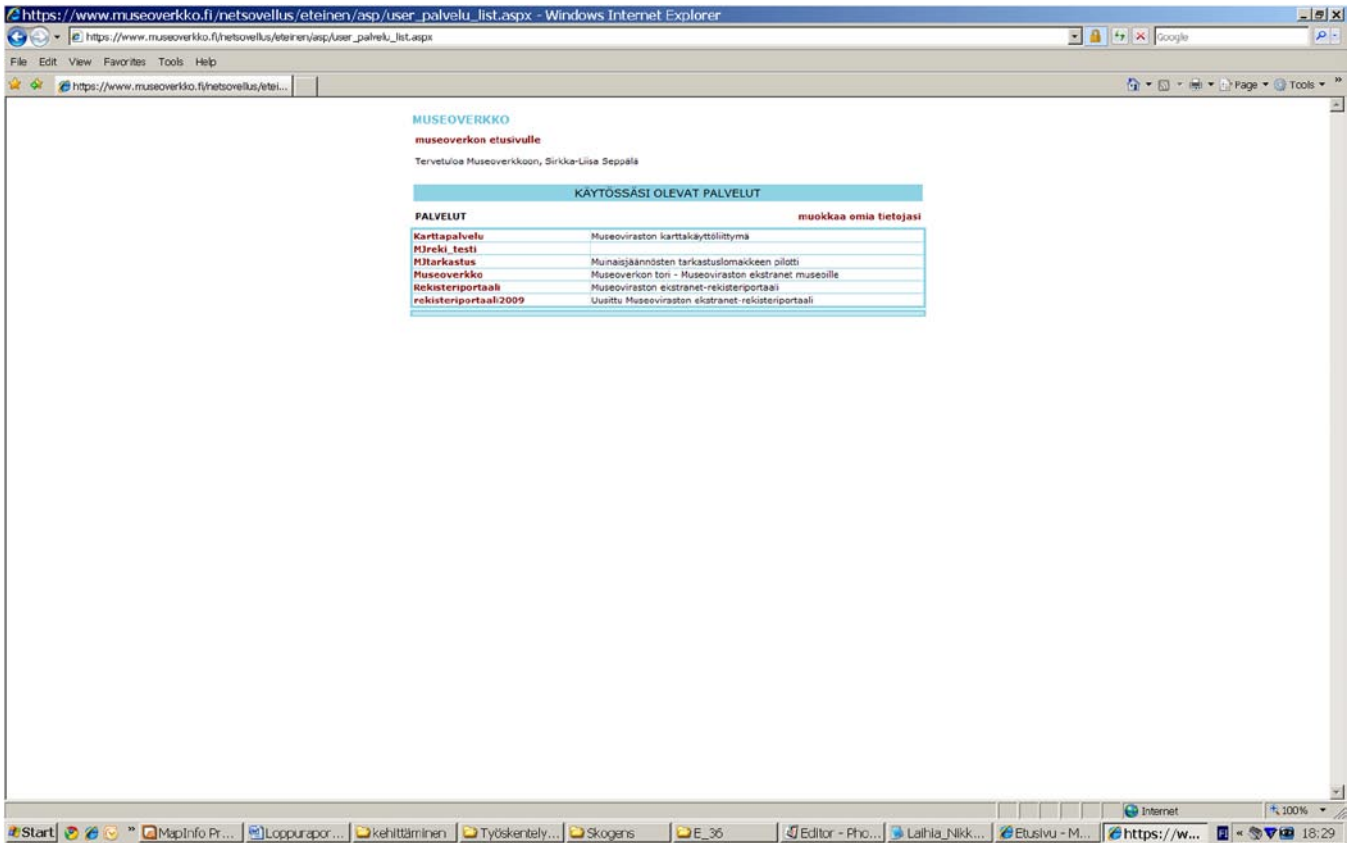 https://www.museoverkko.fi/netsovellus/eteinen/asp/user_palvelu_list.aspx - Windows Internet Explorer
https://www.museoverkko.fi/netsovellus/eteinen/asp/user_palvelu_list.aspx Google
File Edit View Favorites Tools Help
https://www.museoverkko.fi/netsovellus/etei... Page Tools
MUSEOVERKKO
museoverkon etusivulle
Tervetuloa Museoverkkoon, Sirkka-Liisa Seppälä
KÄYTÖSSÄSI OLEVAT PALVELUT
PALVELUT muokkaa omia tietojasi
Karttapalvelu Museoviraston karttakäyttöliittymä
MJreki_testi
MJtarkastus Muinaisjäännösten tarkastuslomakkeen pilotti
Museoverkko Museoverkon tori - Museoviraston ekstranet museoille
Rekisteriportaali Museoviraston ekstranet-rekisteriportaali
rekisteriportaali2009 Uusittu Museoviraston ekstranet-rekisteriportaali
Internet 100%
Start MapInfo Pr... Loppurapor... kehittäminen Työskentely... Skogens E_36 Editor - Pho... Laihia_Nikk... Etusivu - M... https://w... FI 18:29